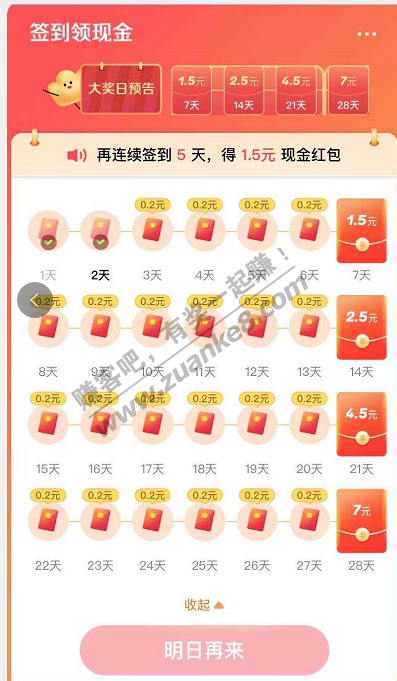 签到领现金
大奖日预告
1.5元 2.5元 4.5元 7元
7天 14天 21天 28天
再连续签到 5 天，得 1.5元 现金红包
0.2元 0.2元 0.2元 0.2元 1.5元
1天 2天 3天 4天 5天 6天 7天
0.2元 0.2元 0.2元 0.2元 0.2元 0.2元 2.5元
8天 9天 10天 11天 12天 13天 14天
0.2元 0.2元 0.2元 0.2元 0.2元 0.2元 4.5元
15天 16天 17天 18天 19天 20天 21天
0.2元 0.2元 0.2元 0.2元 0.2元 0.2元 7元
22天 23天 24天 25天 26天 27天 28天
收起
明日再来
赚客吧，有奖一起赚！
www.zuanke8.com